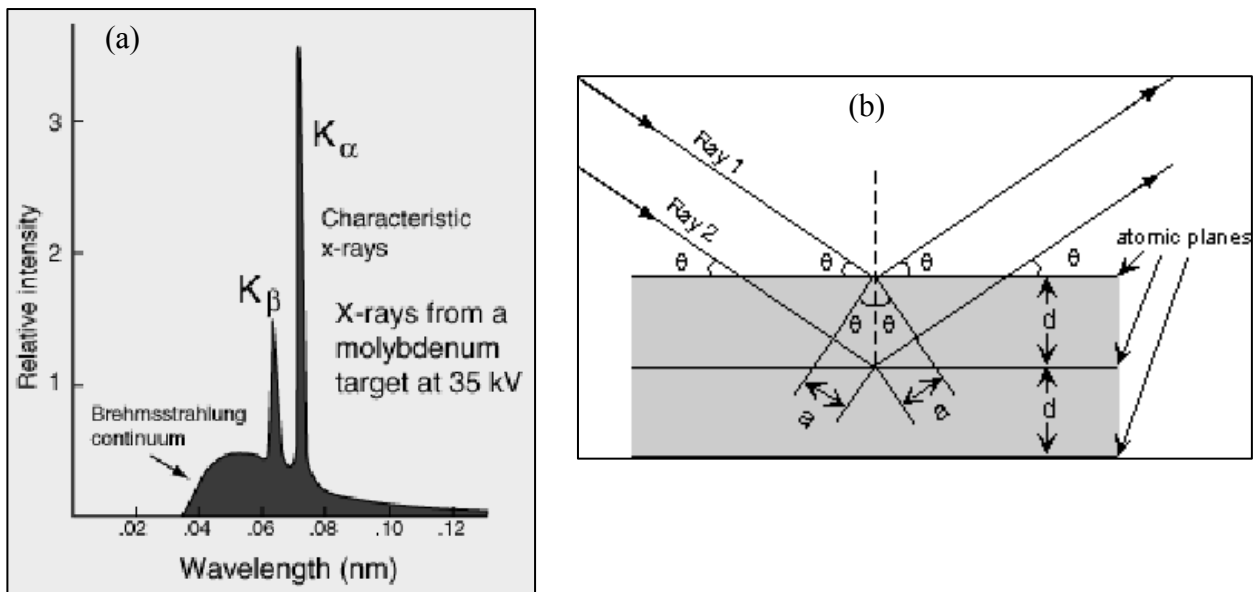 (a)
3
2
1
Relative intensity
Kα
Kβ
Characteristic
x-rays
X-rays from a
molybdenum
target at 35 kV
Brehmsstrahlung
continuum
.02 .04 .06 .08 .10 .12
Wavelength (nm)
(b)
Ray 1
Ray 2
atomic planes
θ θ θ θ
θ θ
d
a a
d